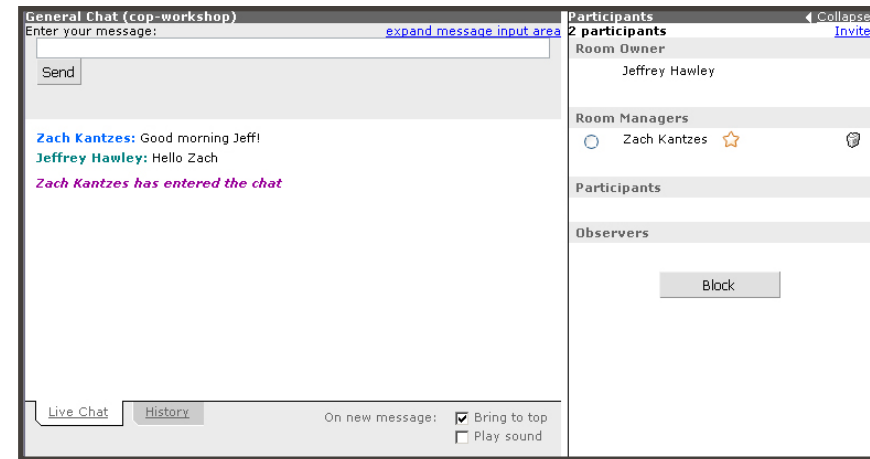 General Chat (cop-workshop)
Enter your message: expand message input area
Send
Zach Kantzes: Good morning Jeff!
Jeffrey Hawley: Hello Zach
Zach Kantzes has entered the chat
Live Chat History
On new message: Bring to top
Play sound
Participants Collapse
2 participants Invite
Room Owner
Jeffrey Hawley
Room Managers
Zach Kantzes
Participants
Observers
Block